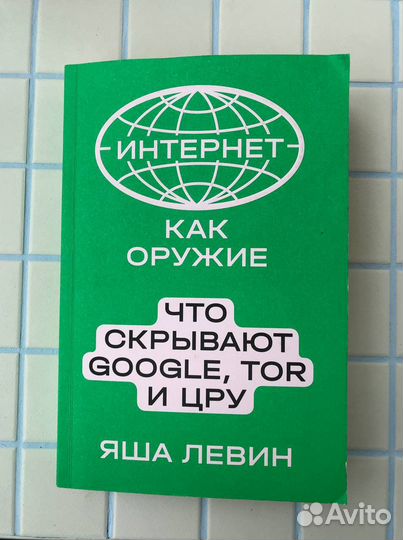 ИНТЕРНЕТ
КАК
ОРУЖИЕ
ЧТО
СКРЫВАЮТ
GOOGLE, TOR
И ЦРУ
ЯША ЛЕВИН
Avito